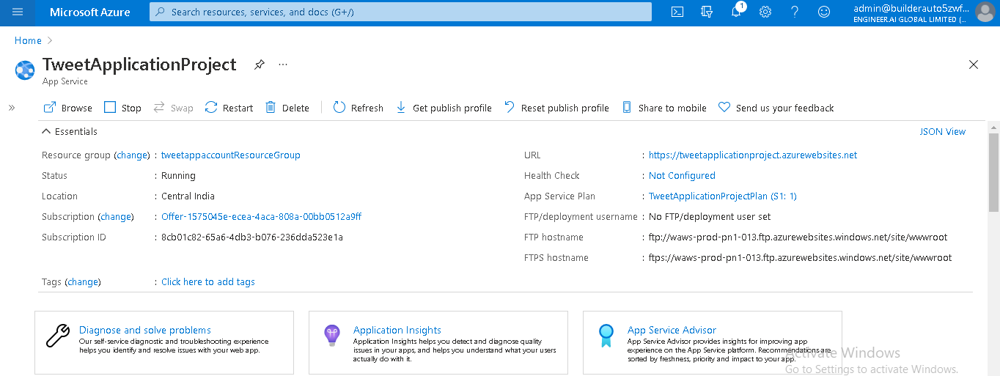 Microsoft Azure
Search resources, services, and docs (G+/)
1
admin@builderauto5zwf...
ENGINEER.AI GLOBAL LIMITED (...
Home >
TweetApplicationProject
App Service
Browse Stop Swap Restart Delete Refresh Get publish profile Reset publish profile Share to mobile Send us your feedback
Essentials JSON View
Resource group (change) : tweetappaccountResourceGroup
Status : Running
Location : Central India
Subscription (change) : Offer-1575045e-ecea-4aca-808a-00bb0512a9ff
Subscription ID : 8cb01c82-65a6-4db3-b076-236dda523e1a
Tags (change) : Click here to add tags
URL : https://tweetapplicationproject.azurewebsites.net
Health Check : Not Configured
App Service Plan : TweetApplicationProjectPlan (S1: 1)
FTP/deployment username : No FTP/deployment user set
FTP hostname : ftp://waws-prod-pn1-013.ftp.azurewebsites.windows.net/site/wwwroot
FTPS hostname : ftps://waws-prod-pn1-013.ftp.azurewebsites.windows.net/site/wwwroot
Diagnose and solve problems
Our self-service diagnostic and troubleshooting experience
helps you identify and resolve issues with your web app.
Application Insights
Application Insights helps you detect and diagnose quality
issues in your apps, and helps you understand what your users
actually do with it.
App Service Advisor
App Service Advisor provides insights for improving app
experience on the App Service platform. Recommendations are
sorted by freshness, priority and impact to your app.
Activate Windows
Go to Settings to activate Windows.